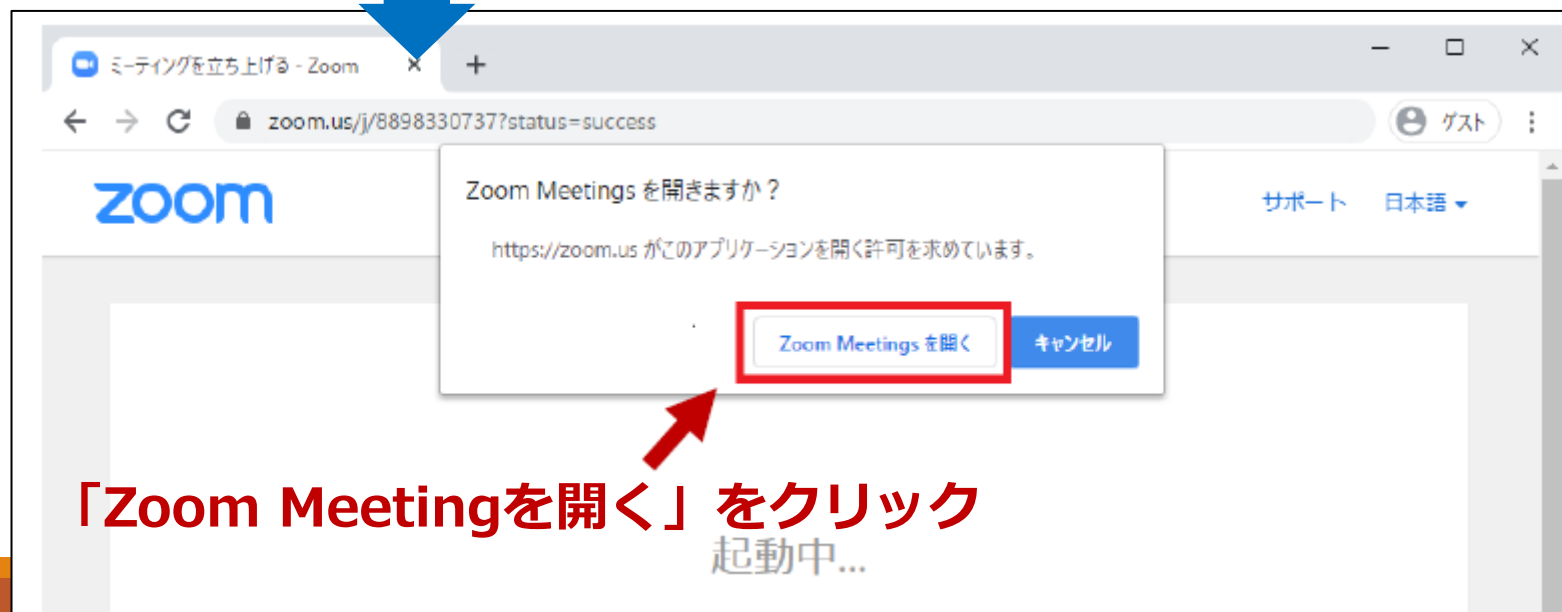 ミーティングを立ち上げる - Zoom
zoom.us/j/8898330737?status=success
ゲスト
zoom
サポート 日本語
Zoom Meetings を開きますか？
https://zoom.us がこのアプリケーションを開く許可を求めています。
Zoom Meetings を開く キャンセル
「Zoom Meetingを開く」をクリック
起動中...